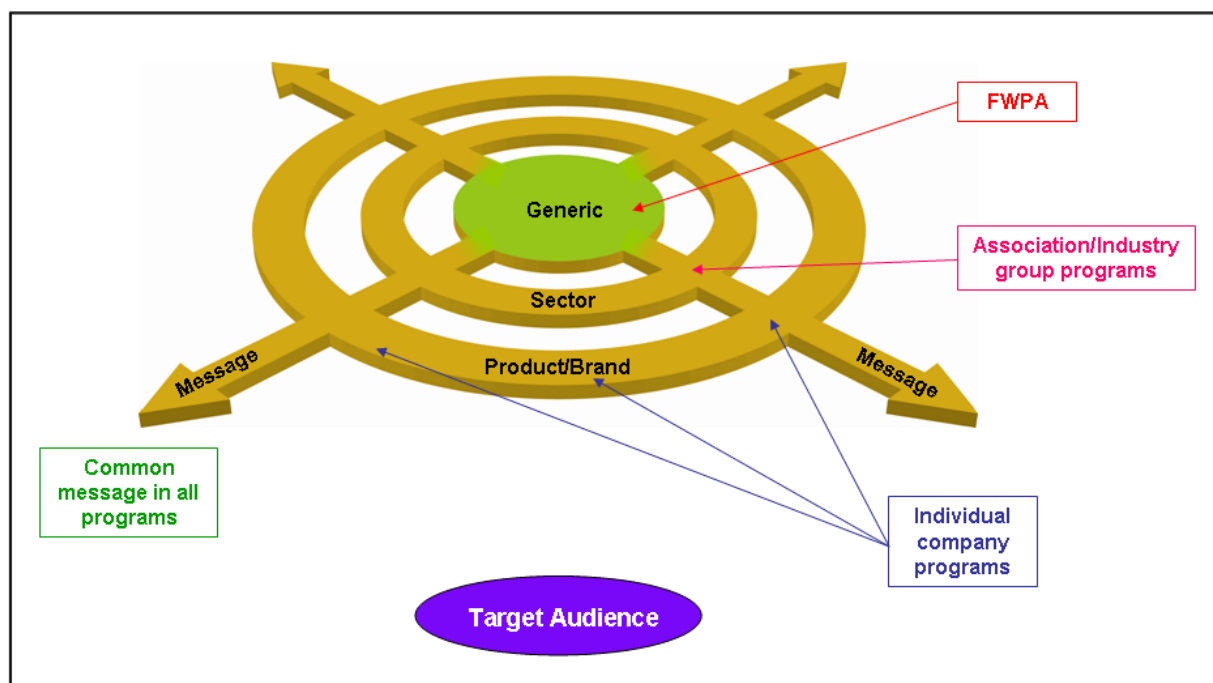 FWPA
Generic
Association/Industry
group programs
Sector
Message
Product/Brand
Message
Common
message in all
programs
Individual
company
programs
Target Audience